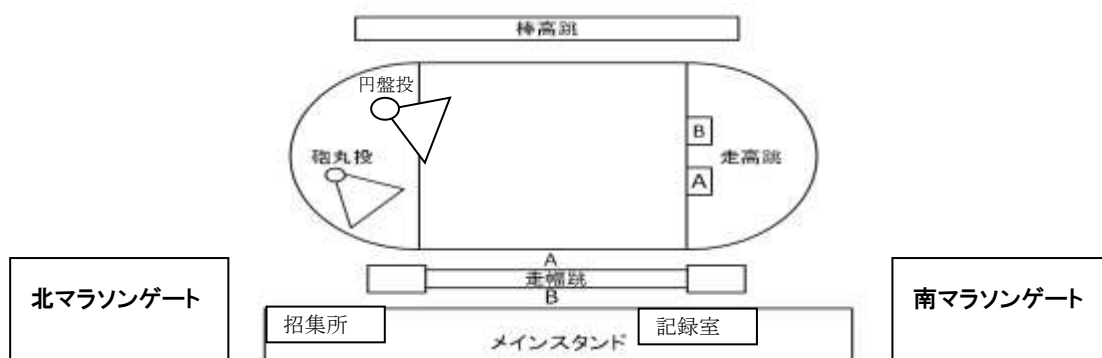 棒高跳
円盤投
B
砲丸投
走高跳
A
A
走幅跳
B
北マラソンゲート
南マラソンゲート
招集所
記録室
メインスタンド